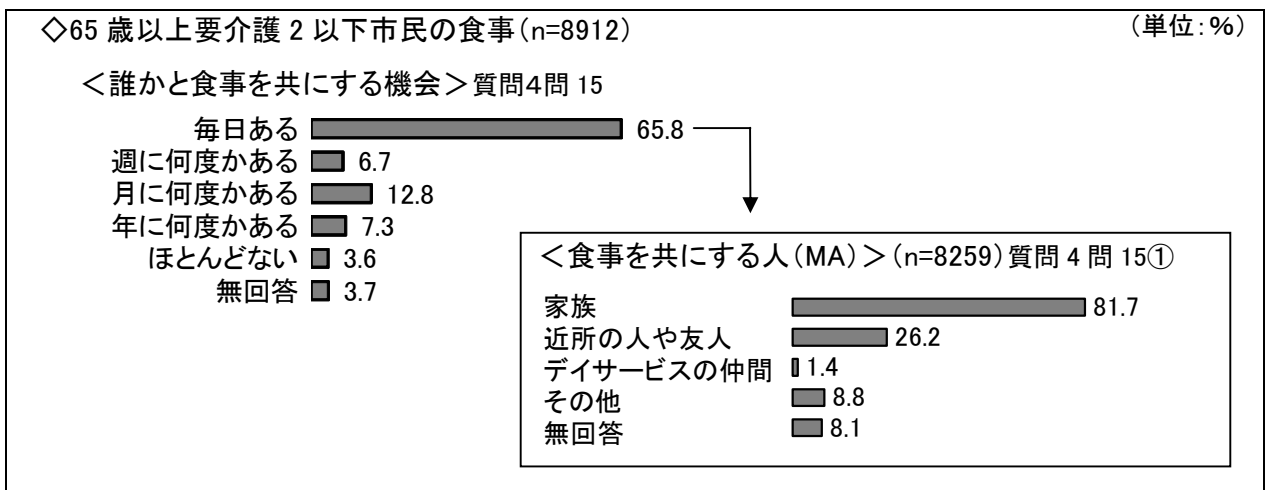 ◇65 歳以上要介護 2 以下市民の食事(n=8912) (単位:%)
＜誰かと食事を共にする機会＞質問4問 15
毎日ある 65.8
週に何度かある 6.7
月に何度かある 12.8
年に何度かある 7.3
ほとんどない 3.6
無回答 3.7
＜食事を共にする人(MA)＞(n=8259)質問 4 問 15①
家族 81.7
近所の人や友人 26.2
デイサービスの仲間 1.4
その他 8.8
無回答 8.1